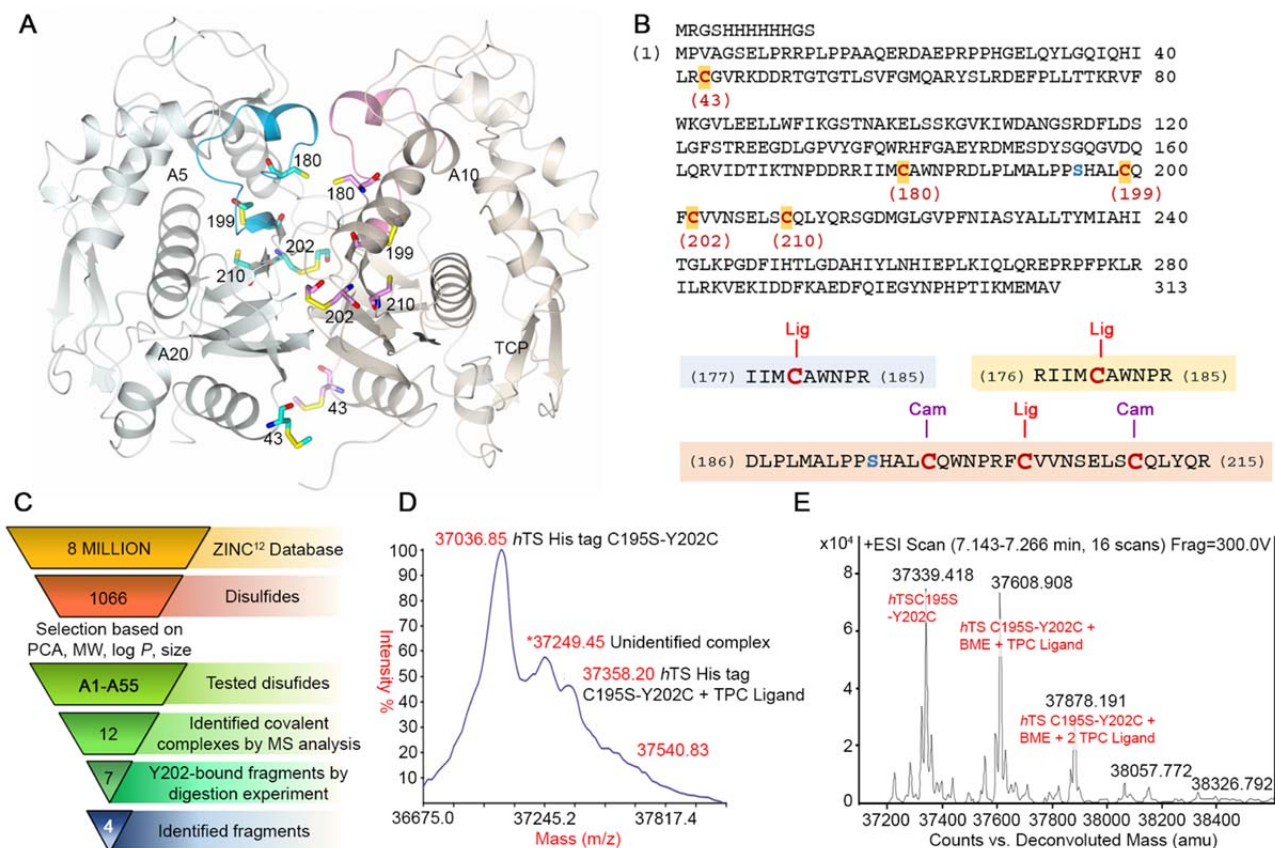 A
A5
A10
A20
TCP
180
180
199
199
202
202
210
210
43
43
B
MRGSHHHHHHGS
(1) MPVAGSELPRRPLPPAAQERDAEPRPPHGELQYLGQIQHI 40
LRCGVRKDDRTGTGTLSVFGMQARYSLRDEFPLLTTKRVF 80
(43)
WKGVLEELLWFIKGSTNAKELSSKGVKIWDANGSRDFLDS 120
LGFSTREEGDLGPVYGFQWRHFGAEYRDMESDYSGQGVDQ 160
LQRVIDTIKTNPDDRRIIMCAWNPRDLPLMALPPSHALCQ 200
(180) (199)
FCVVNSELSCQLYQRSGDMGLGVPFNIASYALLTYMIAHI 240
(202) (210)
TGLKPGDFIHTLGDAHIYLNHIEPLKIQLQREPRPFPKLR 280
ILRKVEKIDDFKAEDFQIEGYNPHPTIKMEMAV 313
Lig
(177) IIMCAWNPR (185)
Lig
(176) RIIMCAWNPR (185)
Cam Lig Cam
(186) DLPLMALPPSHALCQWNPRFCVVNSELSCQLYQR (215)
C
8 MILLION ZINC12 Database
1066 Disulfides
Selection based on
PCA, MW, log P, size
A1-A55 Tested disulfides
12 Identified covalent
complexes by MS analysis
7 Y202-bound fragments by
digestion experiment
4 Identified fragments
D
Intensity %
100
90
80
70
60
50
40
30
20
10
37036.85 hTS His tag C195S-Y202C
*37249.45 Unidentified complex
37358.20 hTS His tag
C195S-Y202C + TPC Ligand
37540.83
36675.0 37245.2 37817.4
Mass (m/z)
E
x10⁴ +ESI Scan (7.143-7.266 min, 16 scans) Frag=300.0V
8
6
4
2
0
37339.418
hTSC195S
-Y202C
37608.908
hTS C195S-Y202C +
BME + TPC Ligand
37878.191
hTS C195S-Y202C +
BME + 2 TPC Ligand
38057.772
38326.792
37200 37600 38000 38400
Counts vs. Deconvoluted Mass (amu)